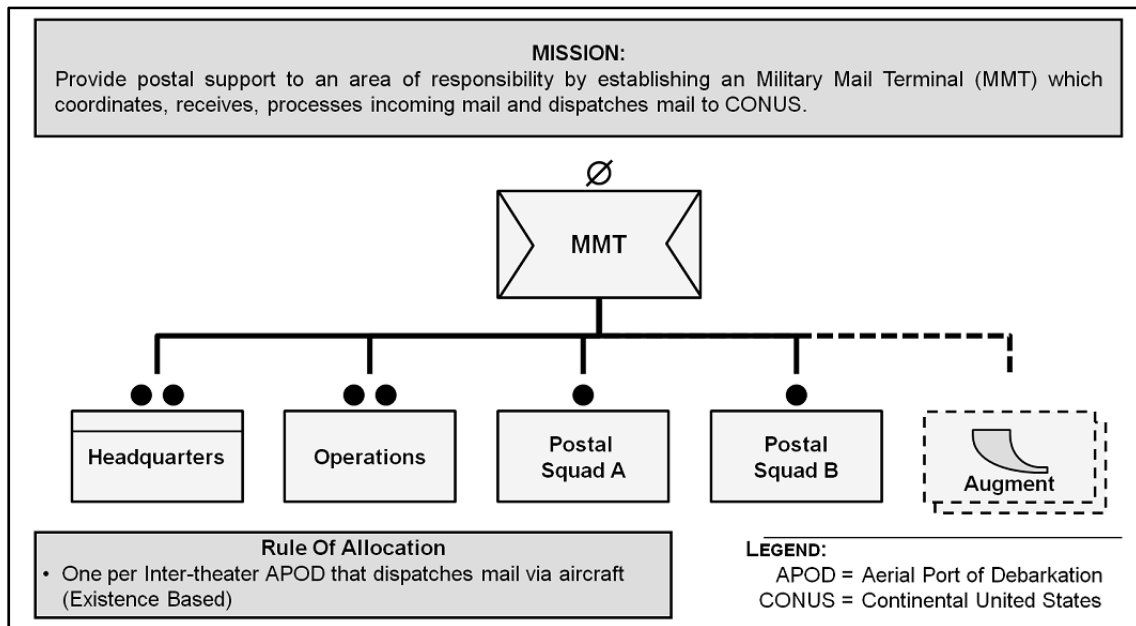 MISSION:
Provide postal support to an area of responsibility by establishing an Military Mail Terminal (MMT) which
coordinates, receives, processes incoming mail and dispatches mail to CONUS.
MMT
Headquarters
Operations
Postal
Squad A
Postal
Squad B
Augment
Rule Of Allocation
• One per Inter-theater APOD that dispatches mail via aircraft
(Existence Based)
LEGEND:
APOD = Aerial Port of Debarkation
CONUS = Continental United States